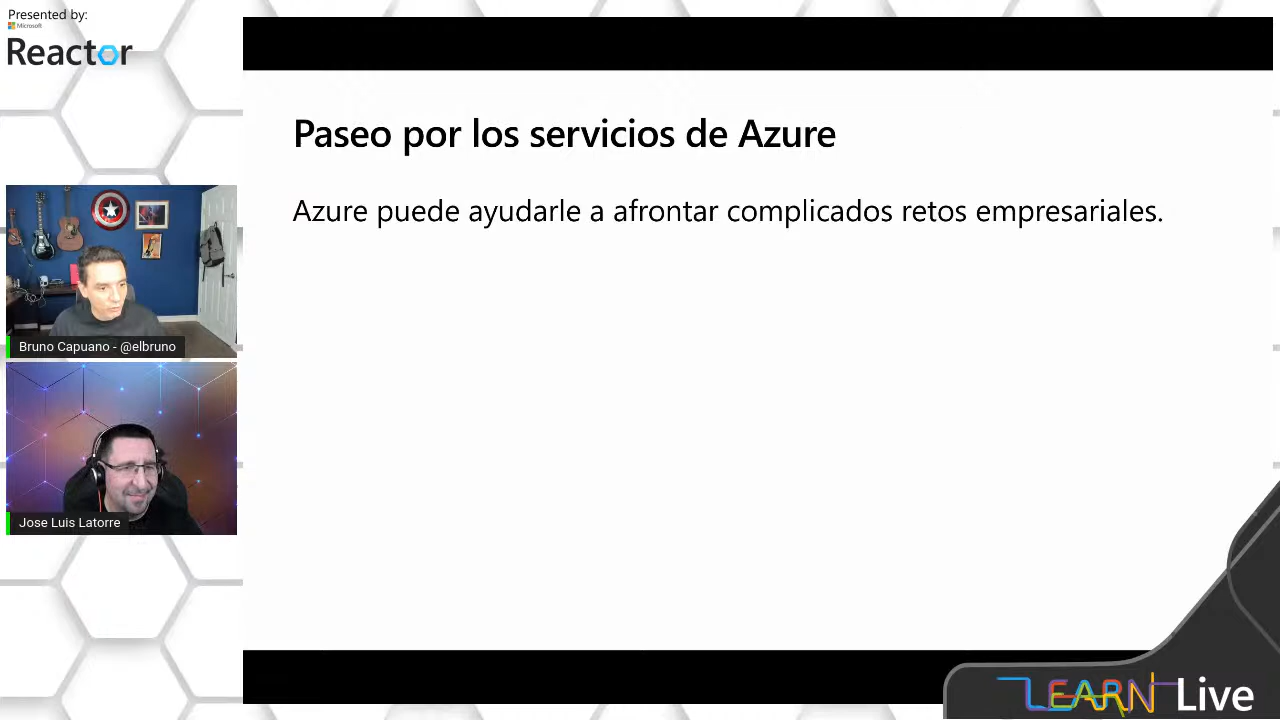 Presented by:
Microsoft
Reactor
Paseo por los servicios de Azure
Azure puede ayudarle a afrontar complicados retos empresariales.
Bruno Capuano - @elbruno
Jose Luis Latorre
LEARN Live